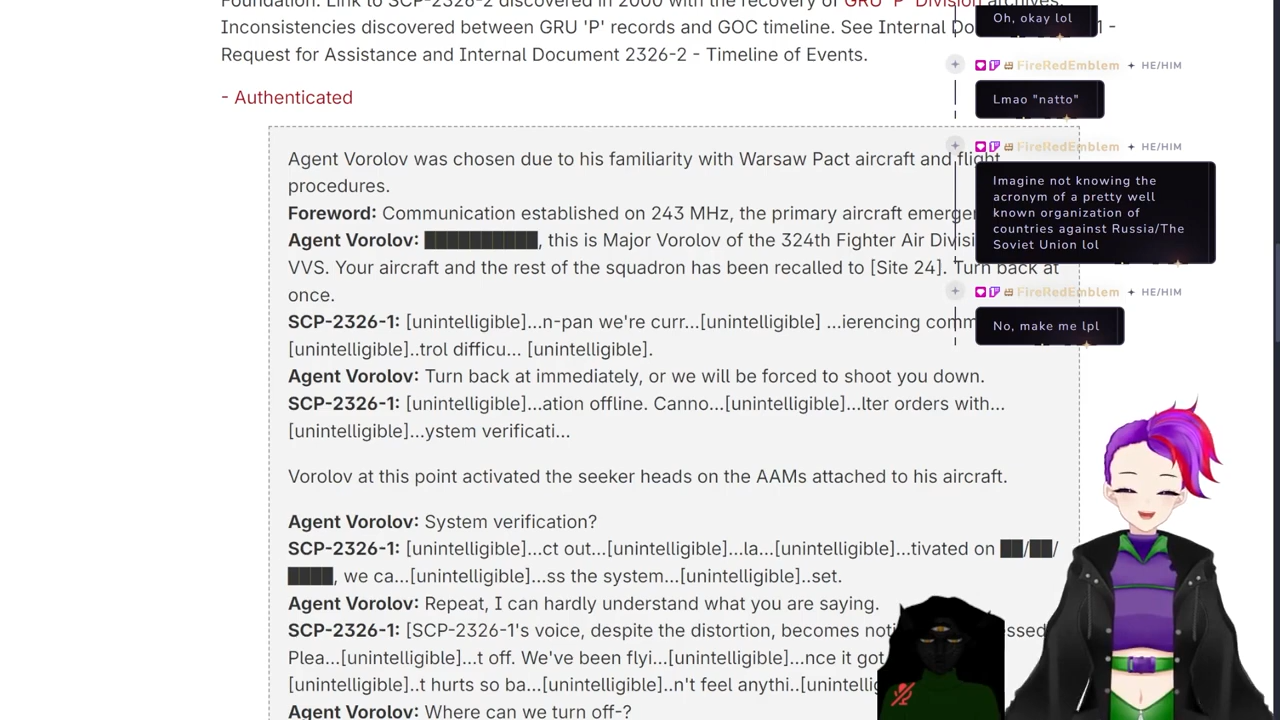 Foundation. Link to SCP-2326-2 discovered in 2000 with the recovery of GRU 'P' Division archives.
Inconsistencies discovered between GRU 'P' records and GOC timeline. See Internal Do 1 -
Request for Assistance and Internal Document 2326-2 - Timeline of Events.
- Authenticated
Agent Vorolov was chosen due to his familiarity with Warsaw Pact aircraft and flight
procedures.
Foreword: Communication established on 243 MHz, the primary aircraft emerge
Agent Vorolov: ██████████, this is Major Vorolov of the 324th Fighter Air Divisi
VVS. Your aircraft and the rest of the squadron has been recalled to [Site 24]. Turn back at
once.
SCP-2326-1: [unintelligible]...n-pan we're curr...[unintelligible] ...ierencing comm
[unintelligible]..trol difficu... [unintelligible].
Agent Vorolov: Turn back at immediately, or we will be forced to shoot you down.
SCP-2326-1: [unintelligible]...ation offline. Canno...[unintelligible]...lter orders with...
[unintelligible]...ystem verificati...
Vorolov at this point activated the seeker heads on the AAMs attached to his aircraft.
Agent Vorolov: System verification?
SCP-2326-1: [unintelligible]...ct out...[unintelligible]...la...[unintelligible]...tivated on ██/██/
████, we ca...[unintelligible]...ss the system...[unintelligible]..set.
Agent Vorolov: Repeat, I can hardly understand what you are saying.
SCP-2326-1: [SCP-2326-1's voice, despite the distortion, becomes noti essed
Plea...[unintelligible]...t off. We've been flyi...[unintelligible]...nce it got
[unintelligible]..t hurts so ba...[unintelligible]..n't feel anythi..[unintellig
Agent Vorolov: Where can we turn off-?
Oh, okay lol
FireRedEmblem HE/HIM
Lmao "natto"
FireRedEmblem HE/HIM
Imagine not knowing the
acronym of a pretty well
known organization of
countries against Russia/The
Soviet Union lol
FireRedEmblem HE/HIM
No, make me lpl